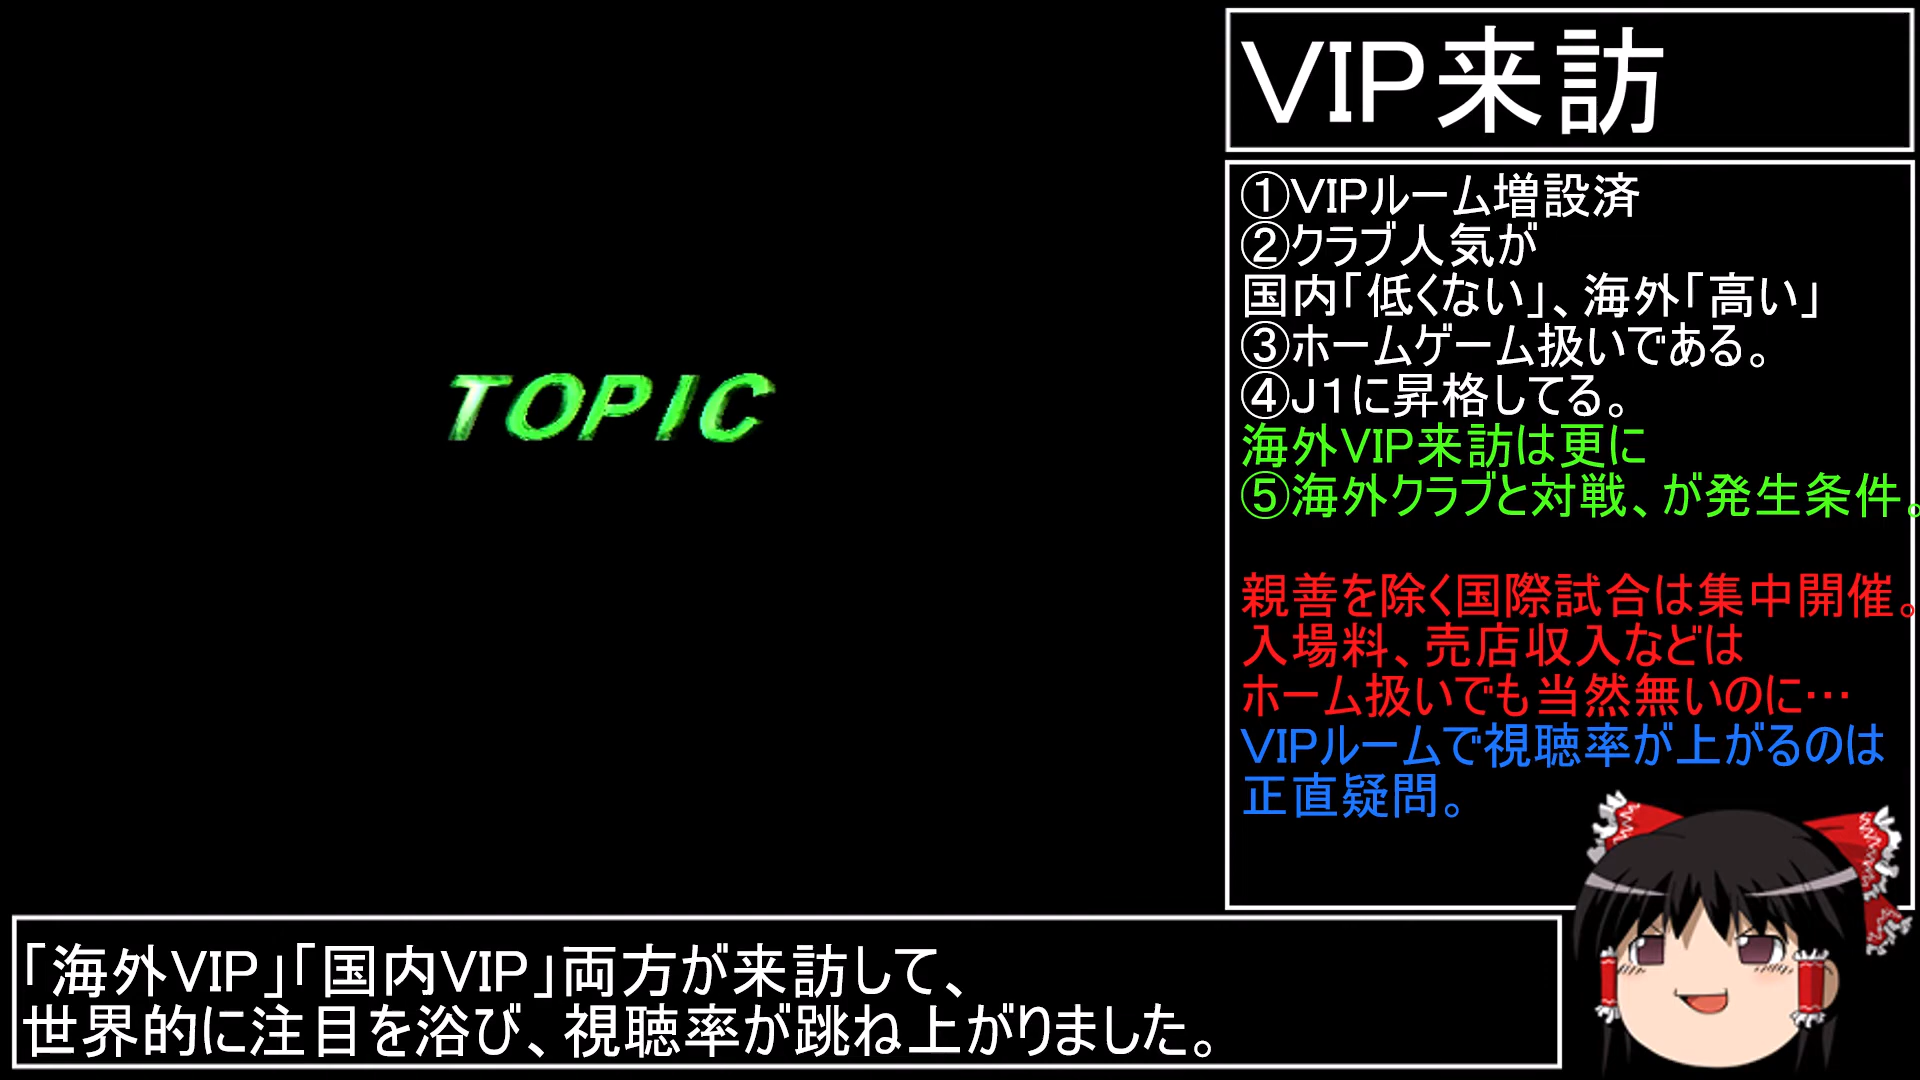 TOPIC
VIP来訪
①VIPルーム増設済
②クラブ人気が
国内「低くない」、海外「高い」
③ホームゲーム扱いである。
④J1に昇格してる。
海外VIP来訪は更に
⑤海外クラブと対戦、が発生条件。
親善を除く国際試合は集中開催。
入場料、売店収入などは
ホーム扱いでも当然無いのに…
VIPルームで視聴率が上がるのは
正直疑問。
「海外VIP」「国内VIP」両方が来訪して、
世界的に注目を浴び、視聴率が跳ね上がりました。